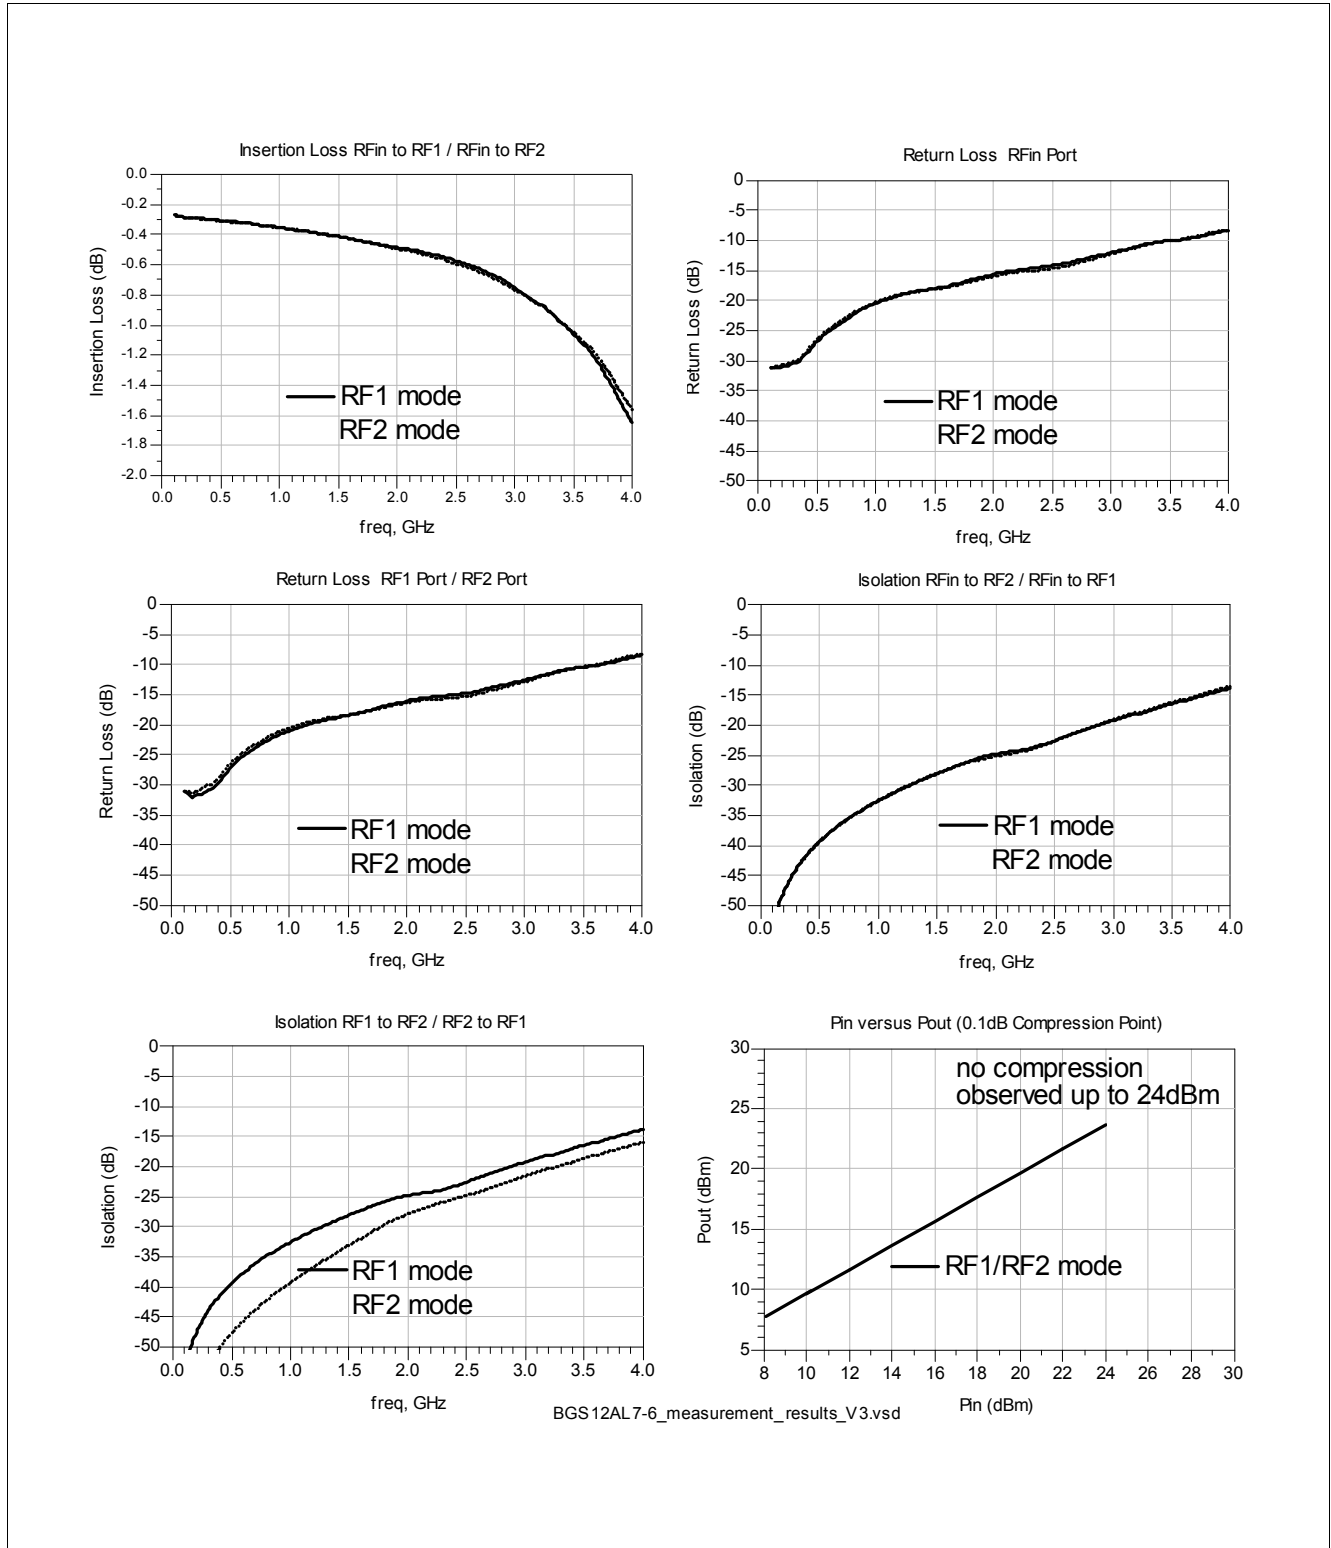 Insertion Loss RFin to RF1 / RFin to RF2
0.0
-0.2
-0.4
-0.6
-0.8
-1.0
-1.2
-1.4
-1.6
-1.8
-2.0
Insertion Loss (dB)
RF1 mode
RF2 mode
0.0 0.5 1.0 1.5 2.0 2.5 3.0 3.5 4.0
freq, GHz
Return Loss RFin Port
0
-5
-10
-15
-20
-25
-30
-35
-40
-45
-50
Return Loss (dB)
RF1 mode
RF2 mode
0.0 0.5 1.0 1.5 2.0 2.5 3.0 3.5 4.0
freq, GHz
Return Loss RF1 Port / RF2 Port
0
-5
-10
-15
-20
-25
-30
-35
-40
-45
-50
Return Loss (dB)
RF1 mode
RF2 mode
0.0 0.5 1.0 1.5 2.0 2.5 3.0 3.5 4.0
freq, GHz
Isolation RFin to RF2 / RFin to RF1
0
-5
-10
-15
-20
-25
-30
-35
-40
-45
-50
Isolation (dB)
RF1 mode
RF2 mode
0.0 0.5 1.0 1.5 2.0 2.5 3.0 3.5 4.0
freq, GHz
Isolation RF1 to RF2 / RF2 to RF1
0
-5
-10
-15
-20
-25
-30
-35
-40
-45
-50
Isolation (dB)
RF1 mode
RF2 mode
0.0 0.5 1.0 1.5 2.0 2.5 3.0 3.5 4.0
freq, GHz
Pin versus Pout (0.1dB Compression Point)
30
25
20
15
10
5
Pout (dBm)
no compression
observed up to 24dBm
RF1/RF2 mode
8 10 12 14 16 18 20 22 24 26 28 30
Pin (dBm)
BGS12AL7-6_measurement_results_V3.vsd